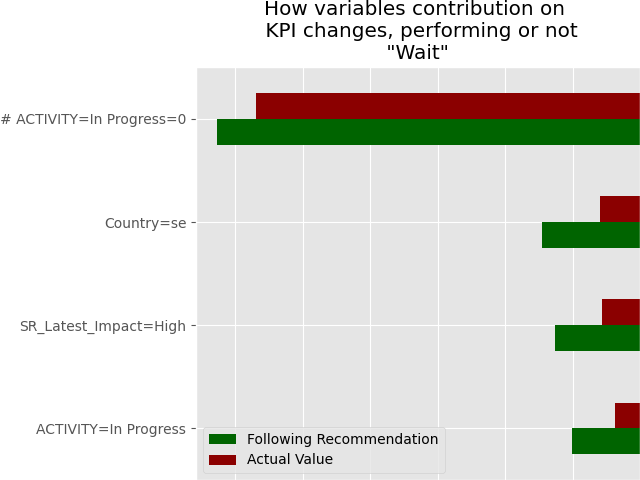 How variables contribution on
KPI changes, performing or not
"Wait"
# ACTIVITY=In Progress=0
Country=se
SR_Latest_Impact=High
ACTIVITY=In Progress
Following Recommendation
Actual Value